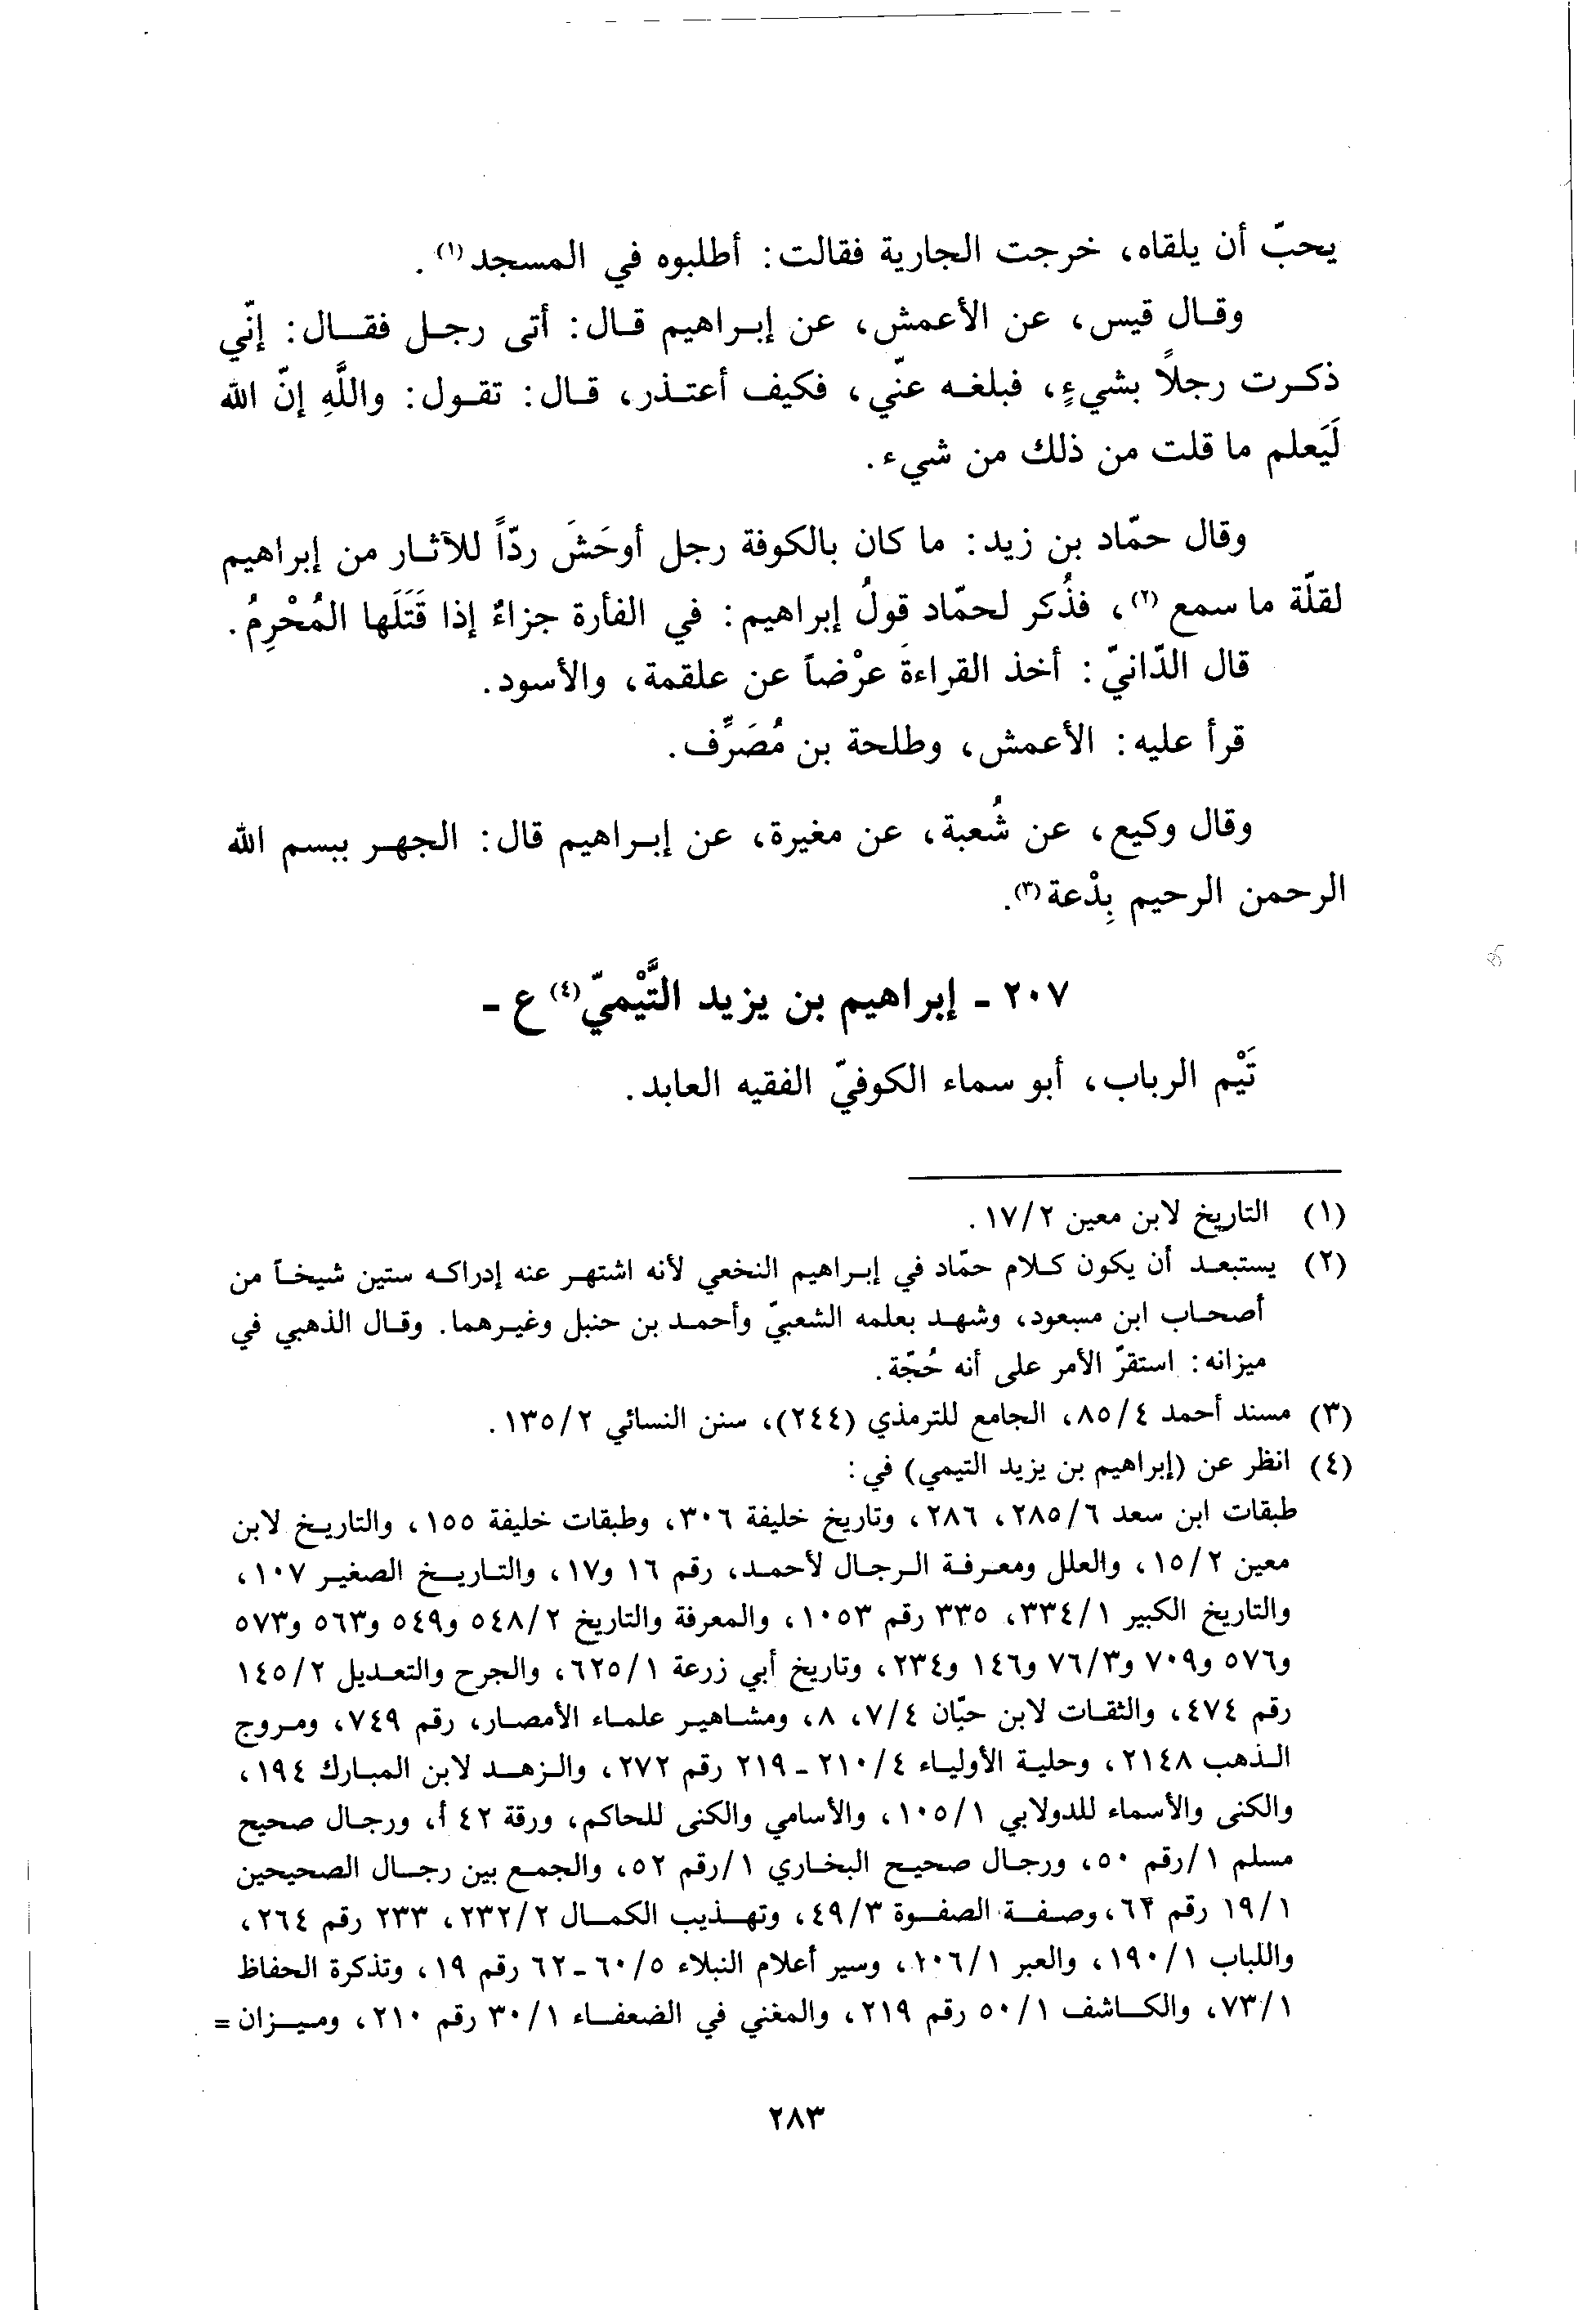 يحبّ أن يلقاه، خرجت الجارية فقالت: أطلبوه في المسجد(١).
وقال قيس، عن الأعمش، عن إبراهيم قال: أتى رجل فقال: إنّي
ذكرت رجلاً بشيءٍ، فبلغه عنّي، فكيف أعتذر، قال: تقول: واللَّهِ إنّ الله
لَيَعلم ما قلت من ذلك من شيء.
وقال حمّاد بن زيد: ما كان بالكوفة رجل أوحَشَ ردّاً للآثار من إبراهيم
لقلّة ما سمع(٢)، فذُكر لحمّاد قولُ إبراهيم: في الفأرة جزاءٌ إذا قَتَلَها المُحْرِمُ.
قال الدّانيّ: أخذ القراءةَ عرْضاً عن علقمة، والأسود.
قرأ عليه: الأعمش، وطلحة بن مُصَرِّف.
وقال وكيع، عن شُعبة، عن مغيرة، عن إبراهيم قال: الجهر ببسم الله
الرحمن الرحيم بِدْعة(٣).
٢٠٧ - إبراهيم بن يزيد التَّيْميّ(٤) ع -
تَيْم الرباب، أبو سماء الكوفيّ الفقيه العابد.
(١) التاريخ لابن معين ١٧/٢.
(٢) يستبعد أن يكون كلام حمّاد في إبراهيم النخعي لأنه اشتهر عنه إدراكه ستين شيخاً من
أصحاب ابن مسعود، وشهد بعلمه الشعبيّ وأحمد بن حنبل وغيرهما. وقال الذهبي في
ميزانه: استقرّ الأمر على أنه حُجّة.
(٣) مسند أحمد ٨٥/٤، الجامع للترمذي (٢٤٤)، سنن النسائي ١٣٥/٢.
(٤) انظر عن (إبراهيم بن يزيد التيمي) في:
طبقات ابن سعد ٢٨٥/٦، ٢٨٦، وتاريخ خليفة ٣٠٦، وطبقات خليفة ١٥٥، والتاريخ لابن
معين ١٥/٢، والعلل ومعرفة الرجال لأحمد، رقم ١٦ و١٧، والتاريخ الصغير ١٠٧،
والتاريخ الكبير ٣٣٤/١، ٣٣٥ رقم ١٠٥٣، والمعرفة والتاريخ ٥٤٨/٢ و٥٤٩ و٥٦٣ و٥٧٣
و٥٧٦ و٧٠٩ و٧٦/٣ و١٤٦ و٢٣٤، وتاريخ أبي زرعة ٦٢٥/١، والجرح والتعديل ١٤٥/٢
رقم ٤٧٤، والثقات لابن حبّان ٧/٤، ٨، ومشاهير علماء الأمصار، رقم ٧٤٩، ومروج
الذهب ٢١٤٨، وحلية الأولياء ٢١٠/٤ - ٢١٩ رقم ٢٧٢، والزهد لابن المبارك ١٩٤،
والكنى والأسماء للدولابي ١٠٥/١، والأسامي والكنى للحاكم، ورقة ٤٢ أ، ورجال صحيح
مسلم ١/رقم ٥٠، ورجال صحيح البخاري ١/رقم ٥٢، والجمع بين رجال الصحيحين
١٩/١ رقم ٦٤، وصفة الصفوة ٤٩/٣، وتهذيب الكمال ٢٣٢/٢، ٢٣٣ رقم ٢٦٤،
واللباب ١٩٠/١، والعبر ١٠٦/١، وسير أعلام النبلاء ٦٠/٥ - ٦٢ رقم ١٩، وتذكرة الحفاظ
٧٣/١، والكاشف ٥٠/١ رقم ٢١٩، والمغني في الضعفاء ٣٠/١ رقم ٢١٠، وميزان =
٢٨٣